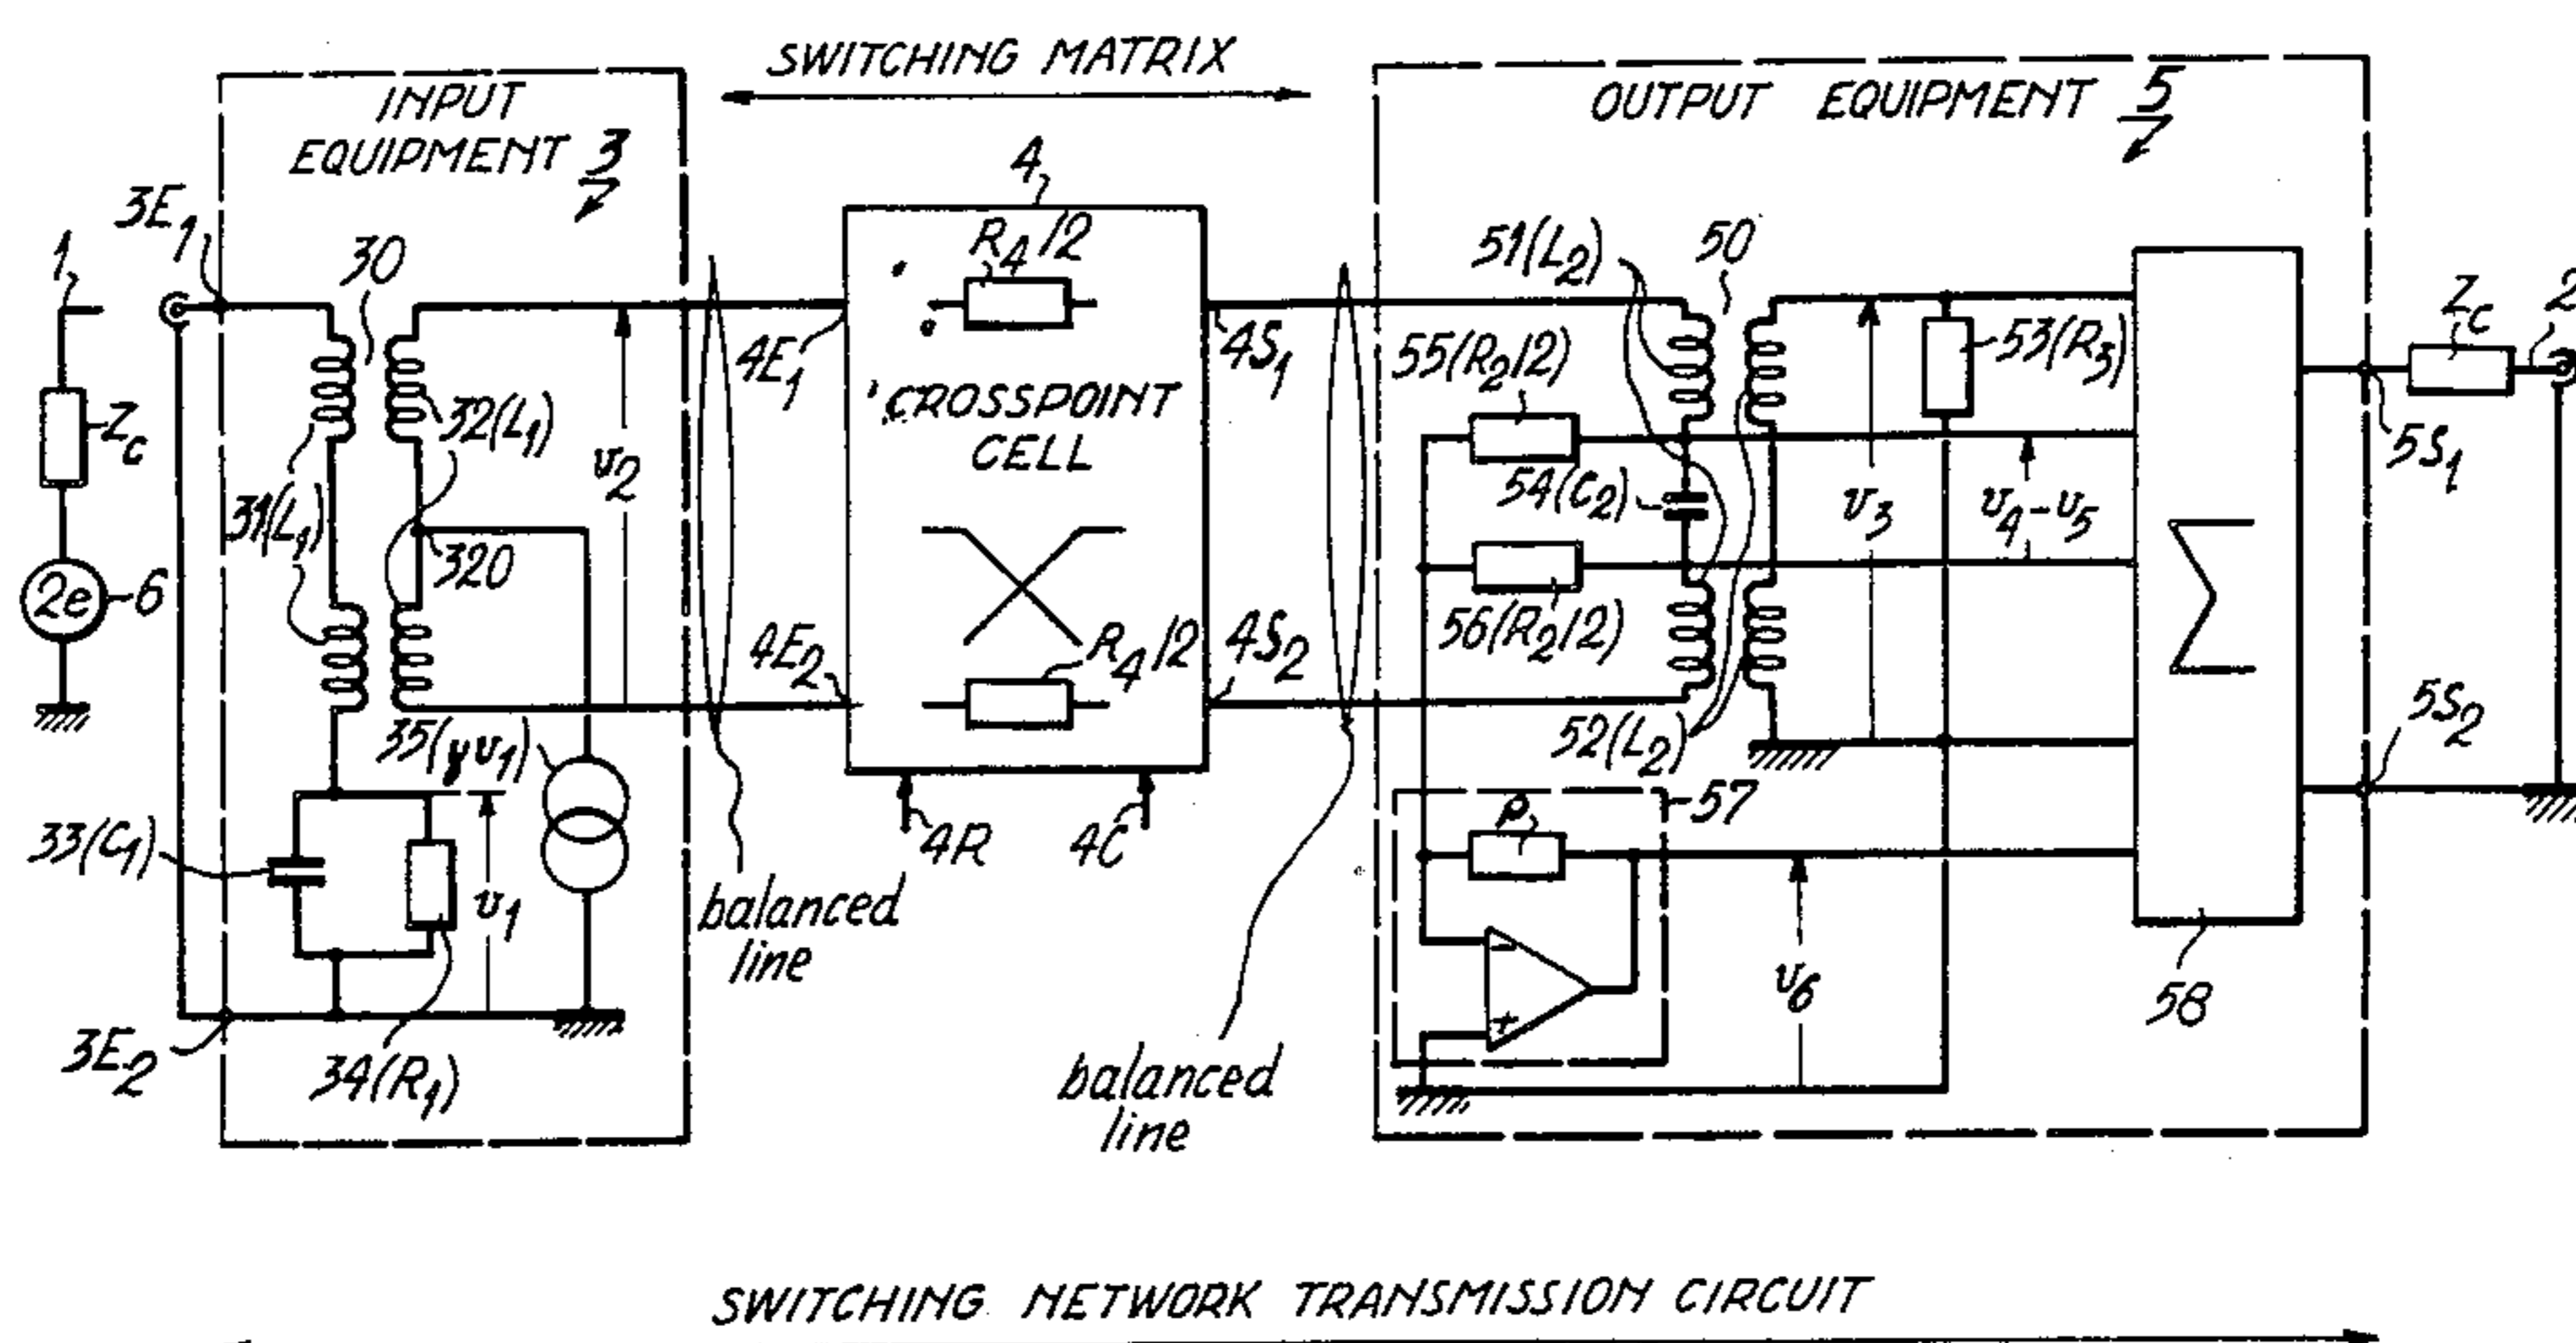 SWITCHING MATRIX
INPUT
EQUIPMENT 3
OUTPUT EQUIPMENT 5
3E1
1
30
4
R4/2
51(L2)
50
Zc
2
4E1
4S1
55(R2/2)
53(R3)
Zc
32(L1)
v2
CROSSPOINT
CELL
54(C2)
v3
v4-v5
5S1
31(L1)
320
2e
6
56(R2/2)
Σ
4E2
R4/2
4S2
35(yv1)
52(L2)
5S2
33(C1)
v1
4R
4C
ρ
57
balanced
line
-
+
v6
58
3E2
34(R1)
balanced
line
SWITCHING NETWORK TRANSMISSION CIRCUIT